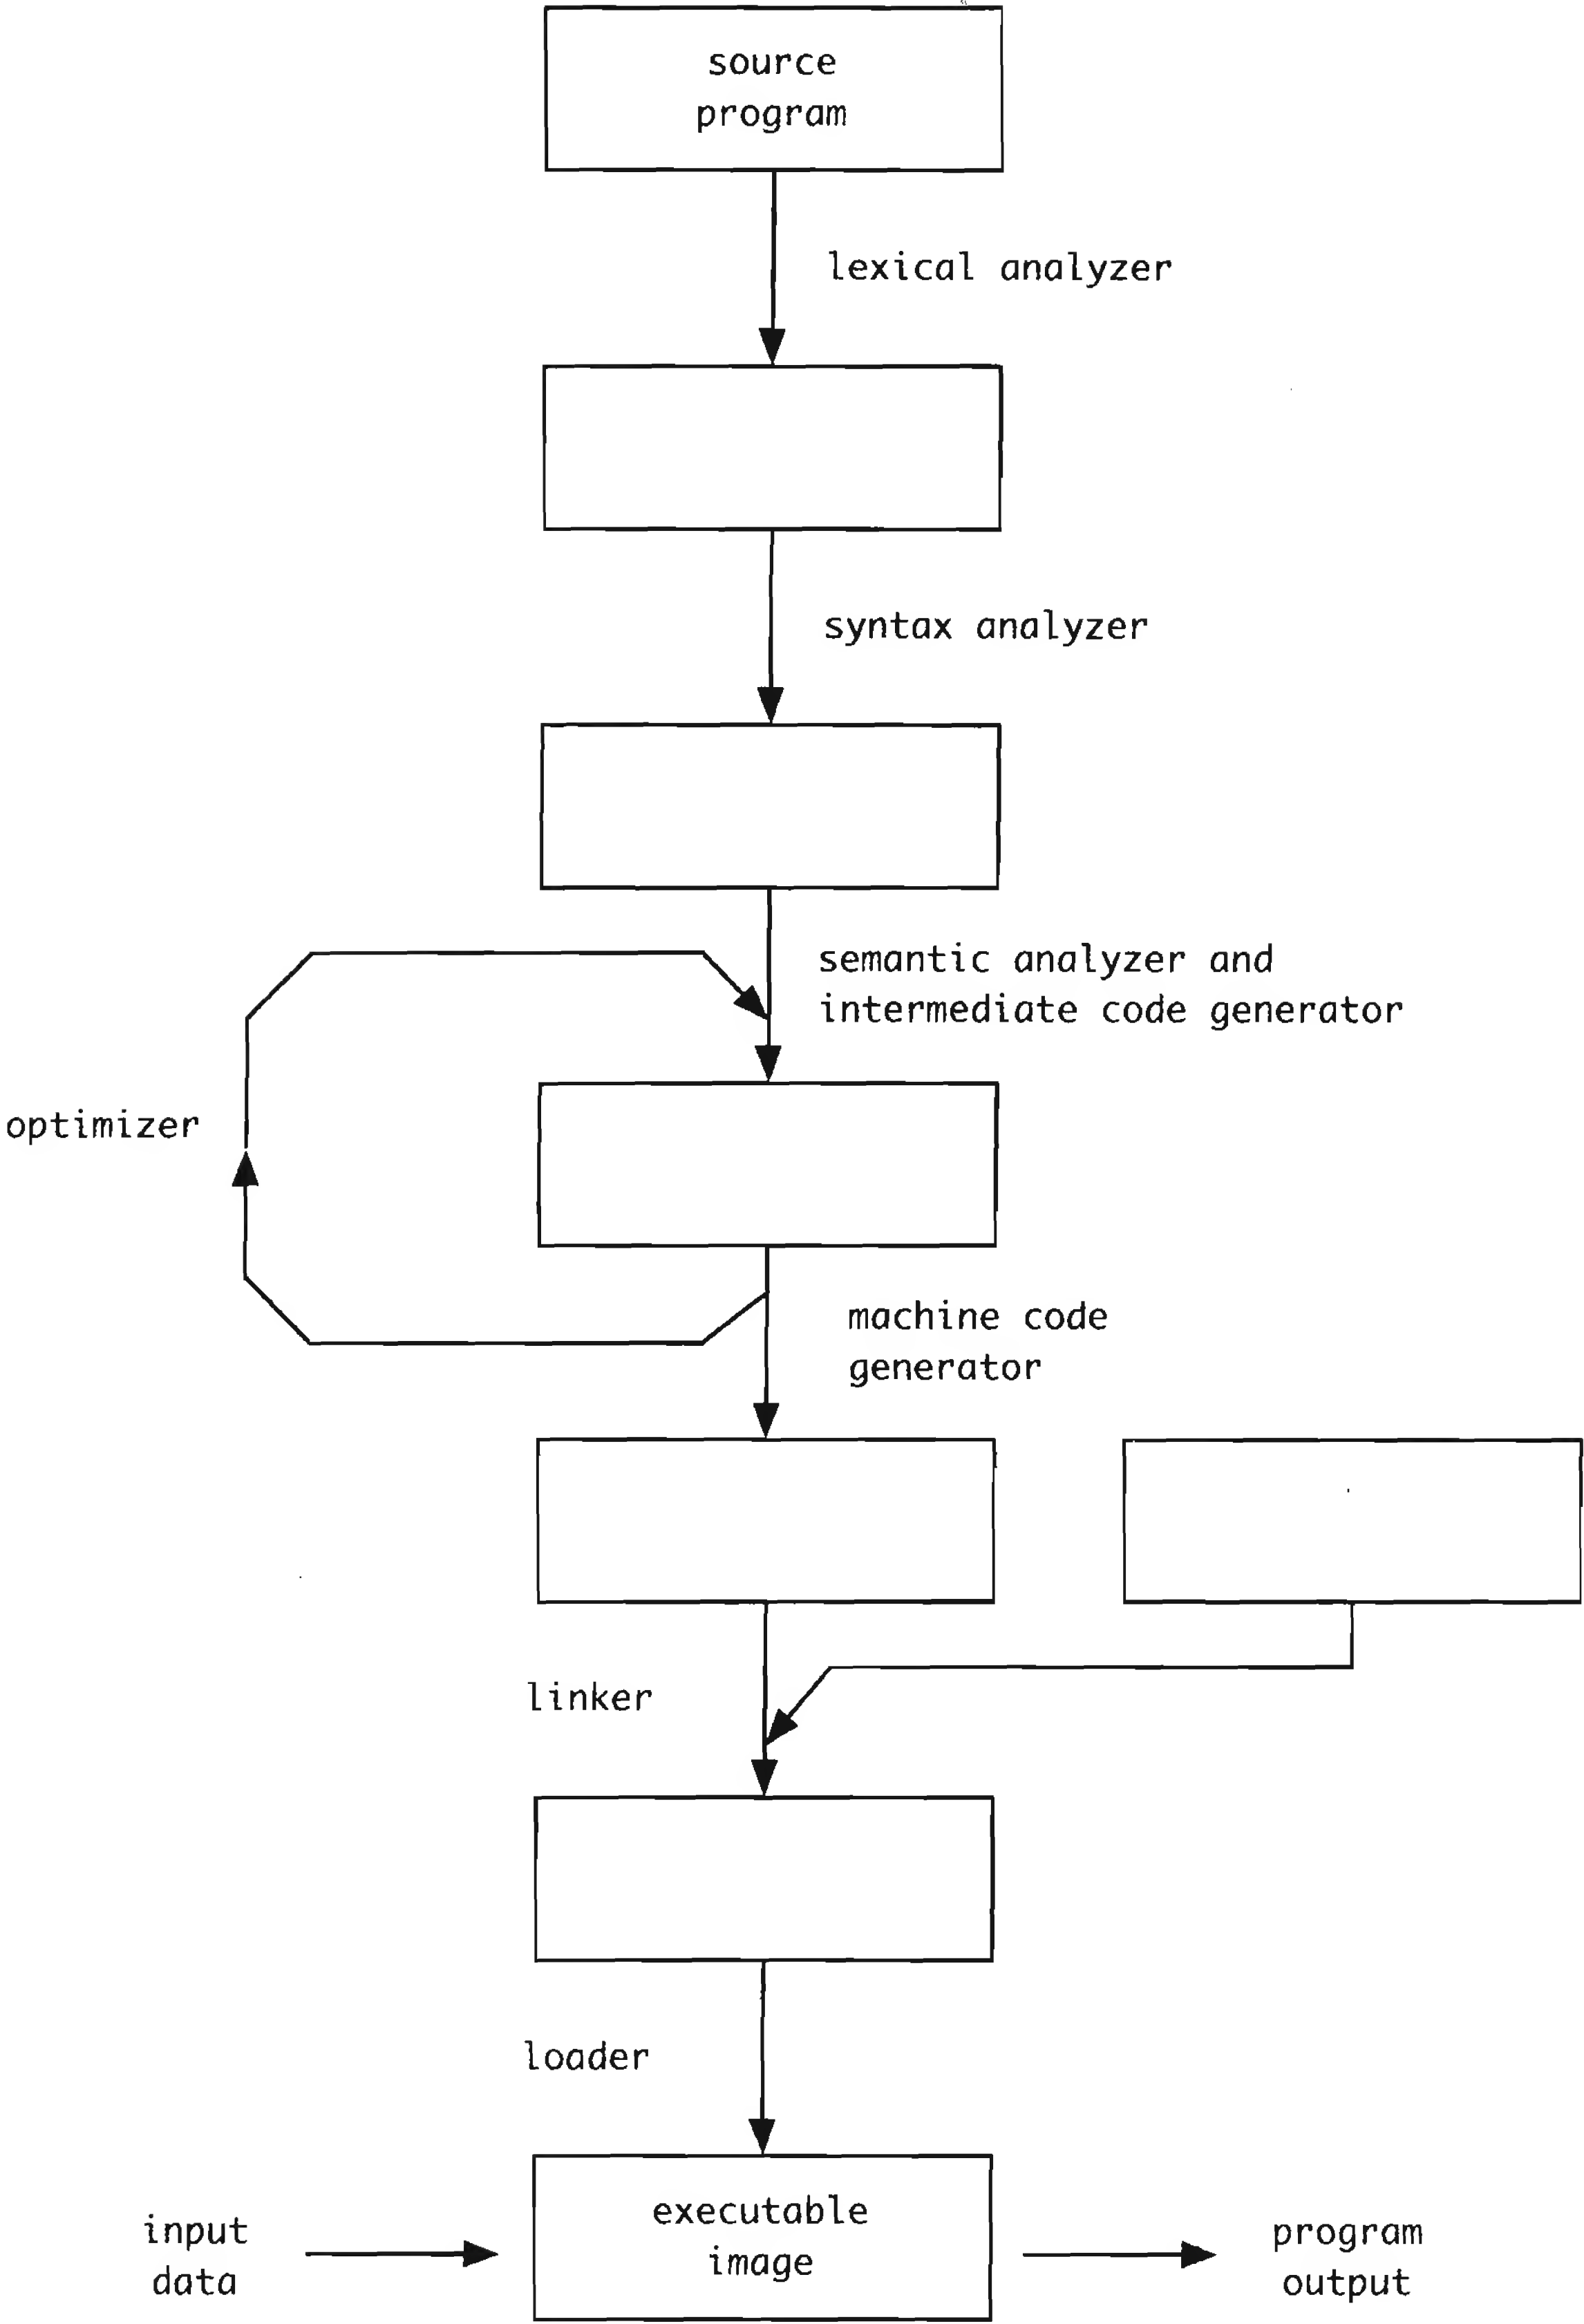 source
program
lexical analyzer
syntax analyzer
semantic analyzer and
intermediate code generator
optimizer
machine code
generator
linker
loader
input
data
executable
image
program
output